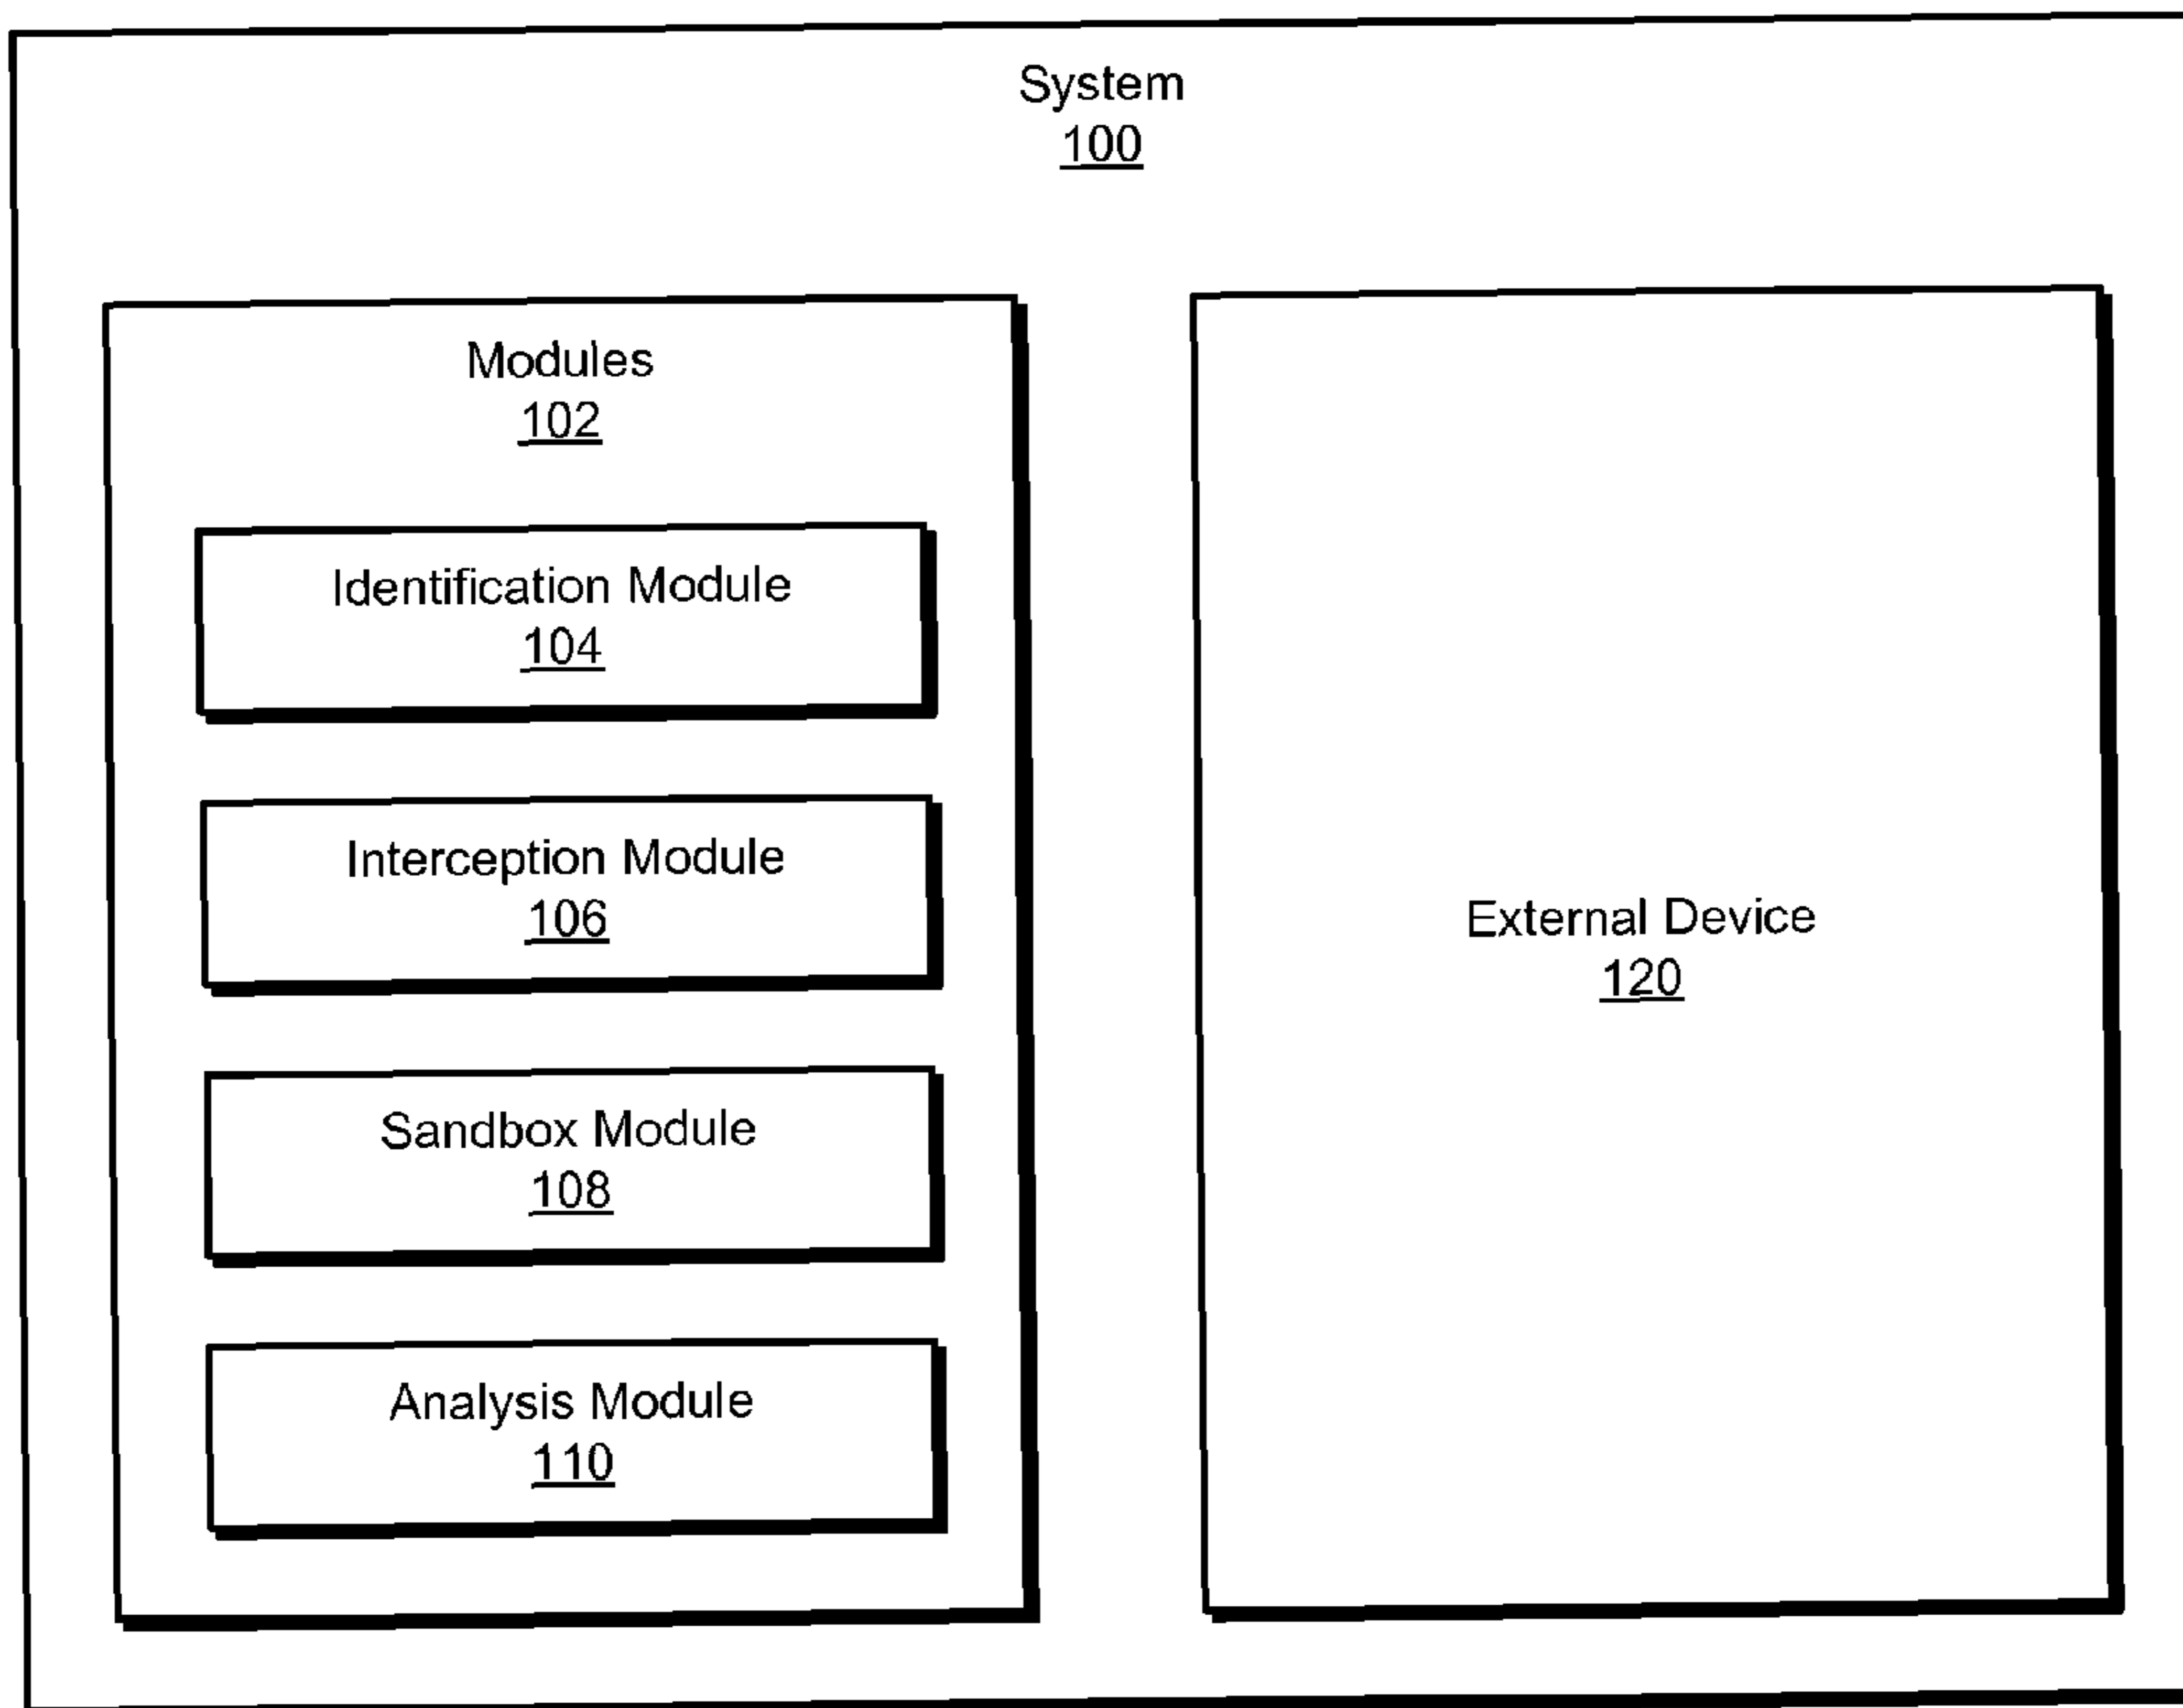 System
100
Modules
102
Identification Module
104
Interception Module
106
Sandbox Module
108
Analysis Module
110
External Device
120